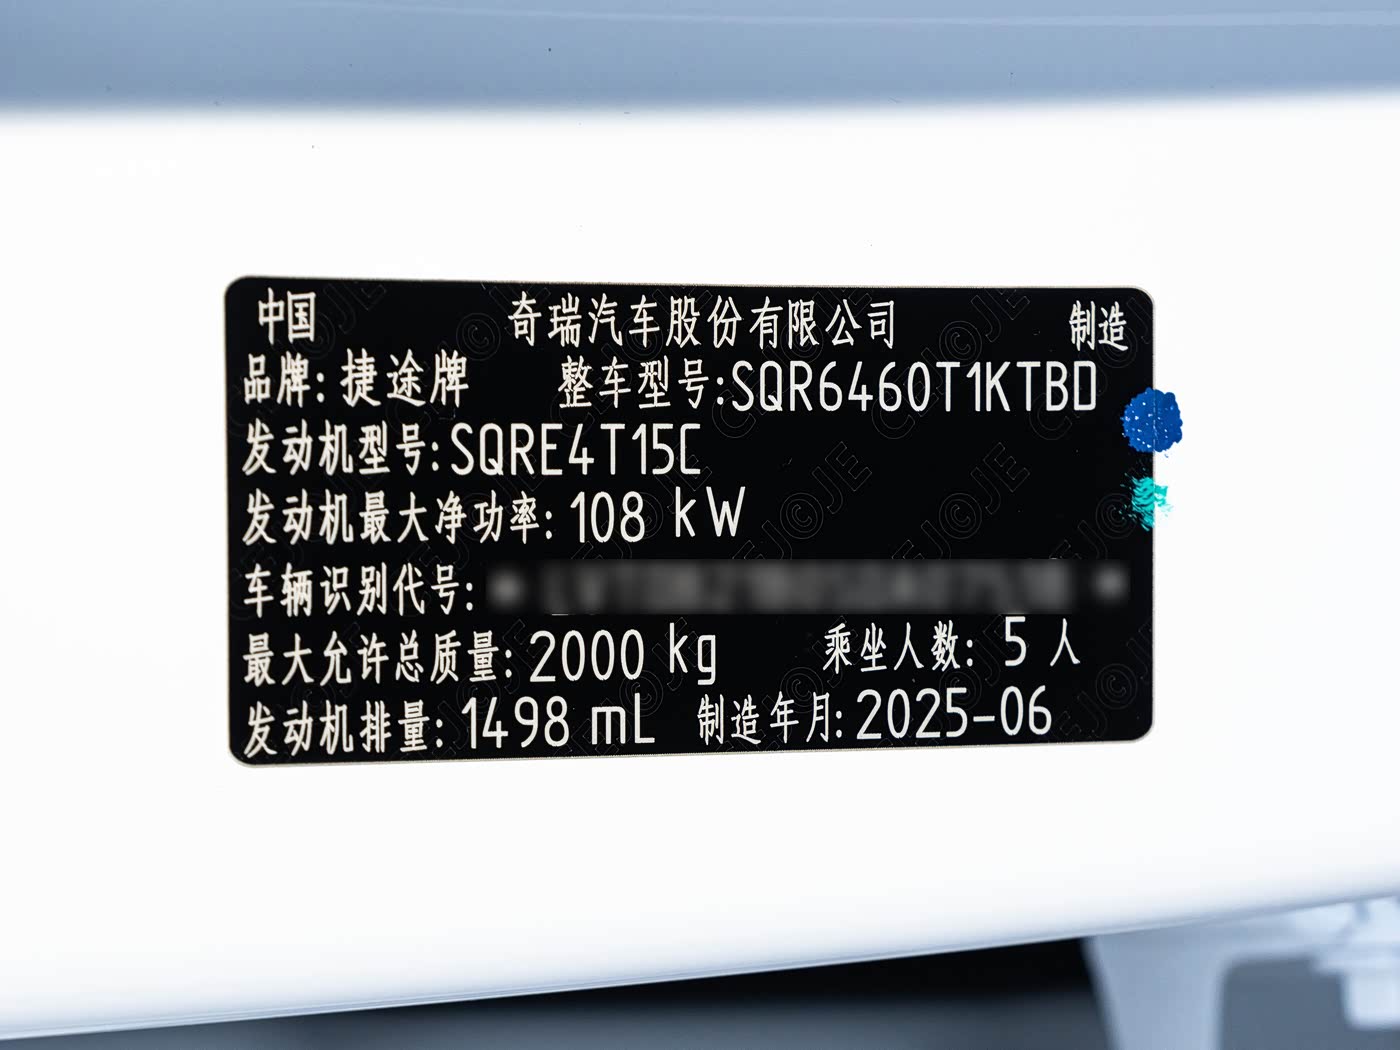 中国 奇瑞汽车股份有限公司 制造
品牌: 捷途牌 整车型号:SQR6460T1KTBD
发动机型号:SQRE4T15C
发动机最大净功率: 108 kW
车辆识别代号:
最大允许总质量: 2000 kg 乘坐人数: 5 人
发动机排量: 1498 mL 制造年月: 2025-06